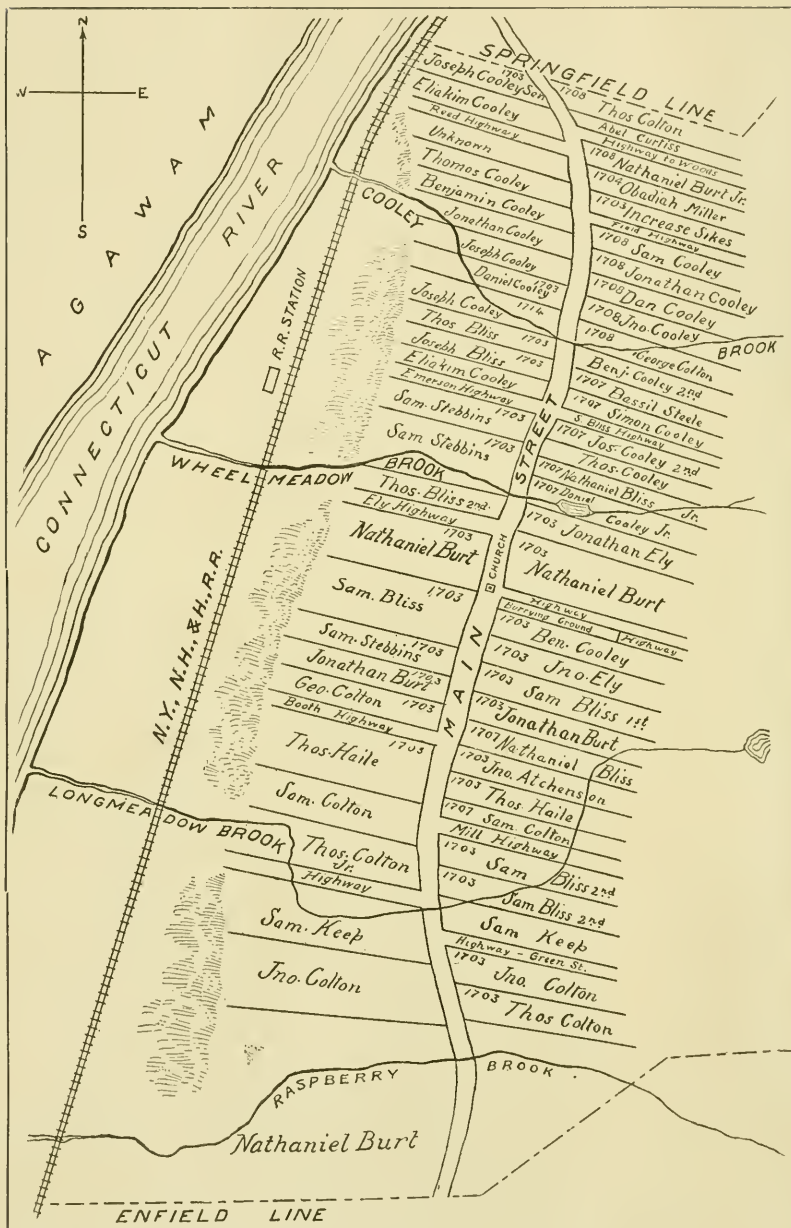 N
W
E
S
AGAWAM
CONNECTICUT RIVER
SPRINGFIELD LINE
1703
Joseph Cooley Sen
Eliakim Cooley
Reed Highway
Unknown
Thomas Cooley
Benjamin Cooley
Jonathan Cooley
Joseph Cooley
Daniel Cooley 1703
1714
Joseph Cooley
Thos Bliss 1703
Joseph Bliss 1703
Eliakim Cooley
Emerson Highway
Sam. Stebbins 1703
Sam Stebbins 1703
Thos. Bliss 2nd
Ely Highway
1703
Nathaniel Burt
Sam. Bliss 1703
Sam. Stebbins 1703
Jonathan Burt 1703
Geo. Colton 1703
Booth Highway
Thos. Haile 1703
Sam. Colton
Thos. Colton
Jr.
Highway
Sam. Keep
Jno. Colton
1708 Thos Colton
Abel Curtiss
Highway to Woods
1708 Nathaniel Burt Jr.
1704 Obadiah Miller
1703 Increase Sikes
Field Highway
1708 Sam Cooley
1708 Jonathan Cooley
1708 Dan Cooley
1708 Jno. Cooley
1708 George Colton
Benj. Cooley 2nd
1707 Bassil Steele
1707 Simon Cooley
S. Bliss Highway
1707 Jos. Cooley 2nd
Thos. Cooley
1707 Nathaniel Bliss Jr.
1707 Daniel Cooley Jr.
1703 Jonathan Ely
1703
Nathaniel Burt
Highway
Burrying Ground Highway
1703 Ben. Cooley
1703 Jno. Ely
1703 Sam Bliss 1st
1703 Jonathan Burt
1707 Nathaniel Bliss
1703 Jno. Atchenson
1703 Thos. Haile
1707 Sam. Colton
Mill Highway
1703 Sam Bliss 2nd
1703 Sam Bliss 2nd
Sam Keep
Highway - Green St.
1703 Jno. Colton
1703 Thos Colton
COOLEY BROOK
R.R. STATION
WHEEL MEADOW BROOK
MAIN STREET
CHURCH
N.Y., N.H., & H., R.R.
LONGMEADOW BROOK
RASPBERRY BROOK
Nathaniel Burt
ENFIELD LINE